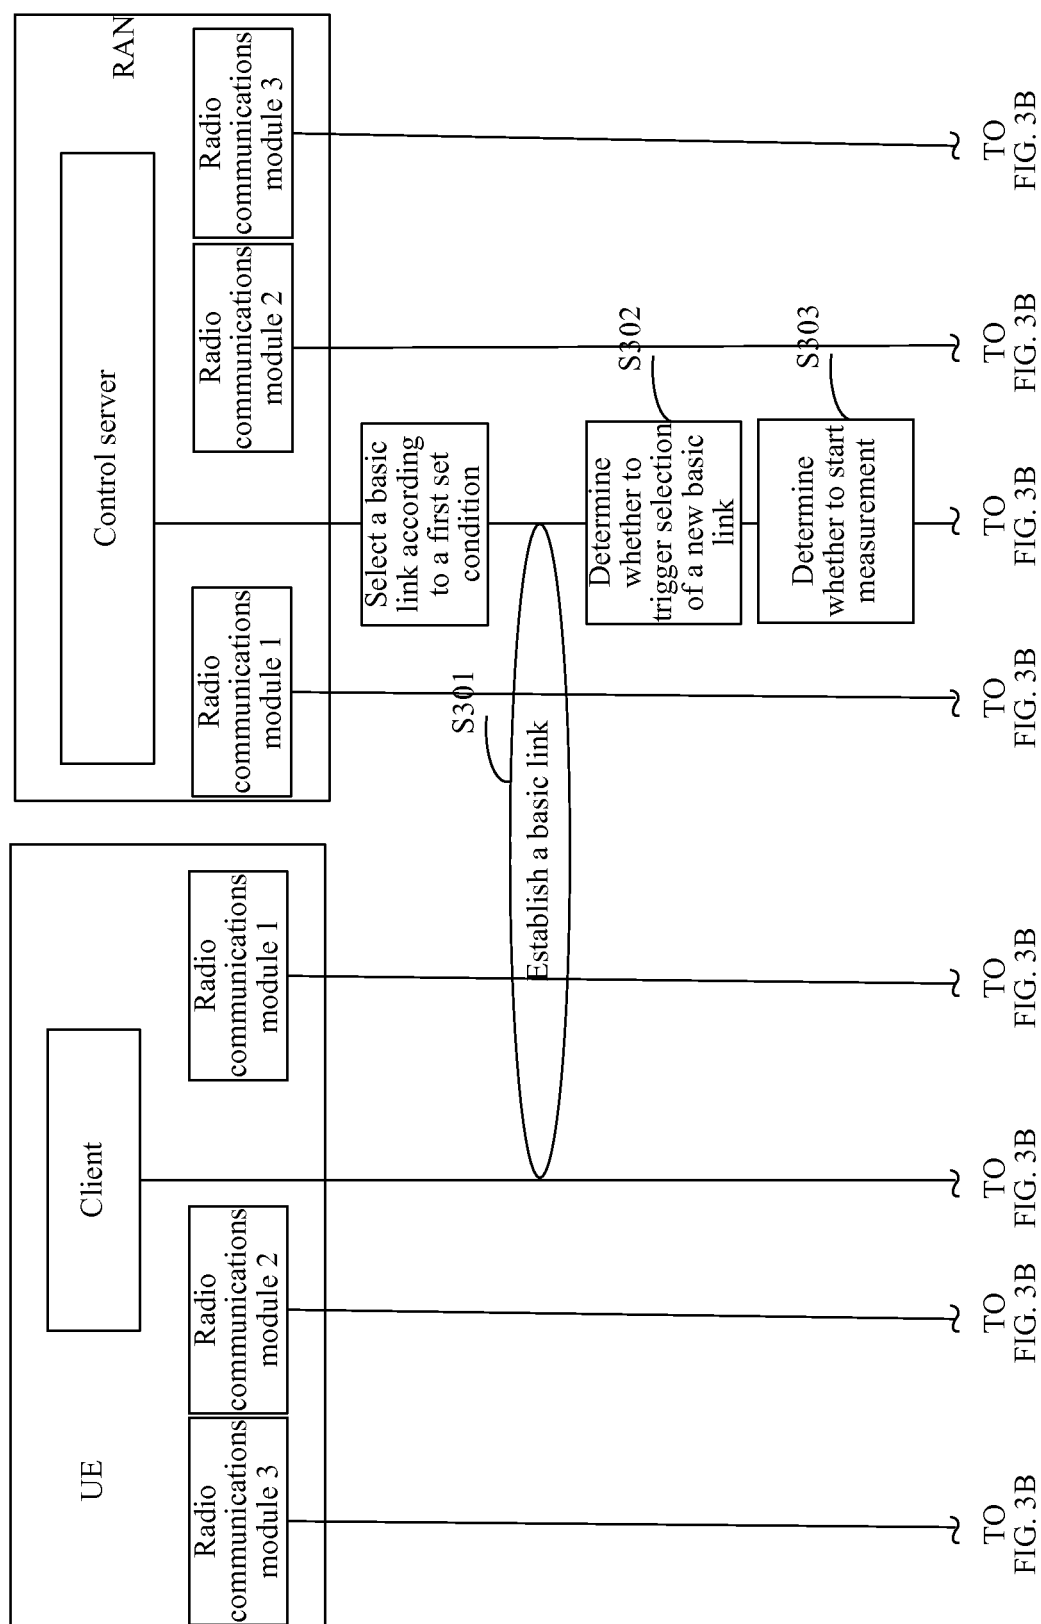 UE
Client
Radio
communications
module 3
Radio
communications
module 2
Radio
communications
module 1
RAN
Control server
Radio
communications
module 1
Radio
communications
module 2
Radio
communications
module 3
Select a basic
link according
to a first set
condition
S301
Establish a basic link
S302
Determine
whether to
trigger selection
of a new basic
link
S303
Determine
whether to start
measurement
TO
FIG. 3B
TO
FIG. 3B
TO
FIG. 3B
TO
FIG. 3B
TO
FIG. 3B
TO
FIG. 3B
TO
FIG. 3B
TO
FIG. 3B